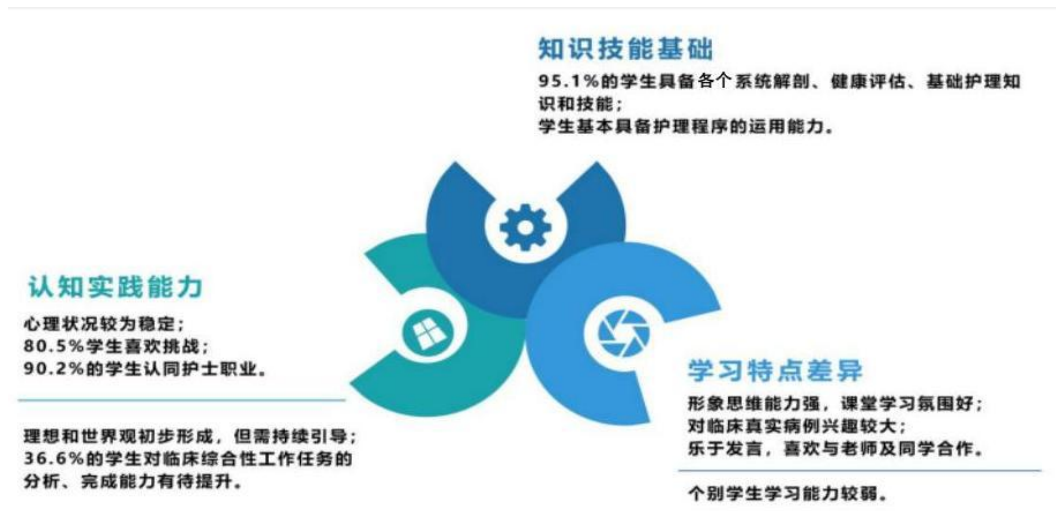 知识技能基础
95.1%的学生具备各个系统解剖、健康评估、基础护理知
识和技能；
学生基本具备护理程序的运用能力。
认知实践能力
心理状况较为稳定；
80.5%学生喜欢挑战；
90.2%的学生认同护士职业。
理想和世界观初步形成，但需持续引导；
36.6%的学生对临床综合性工作任务的
分析、完成能力有待提升。
学习特点差异
形象思维能力强，课堂学习氛围好；
对临床真实病例兴趣较大；
乐于发言，喜欢与老师及同学合作。
个别学生学习能力较弱。